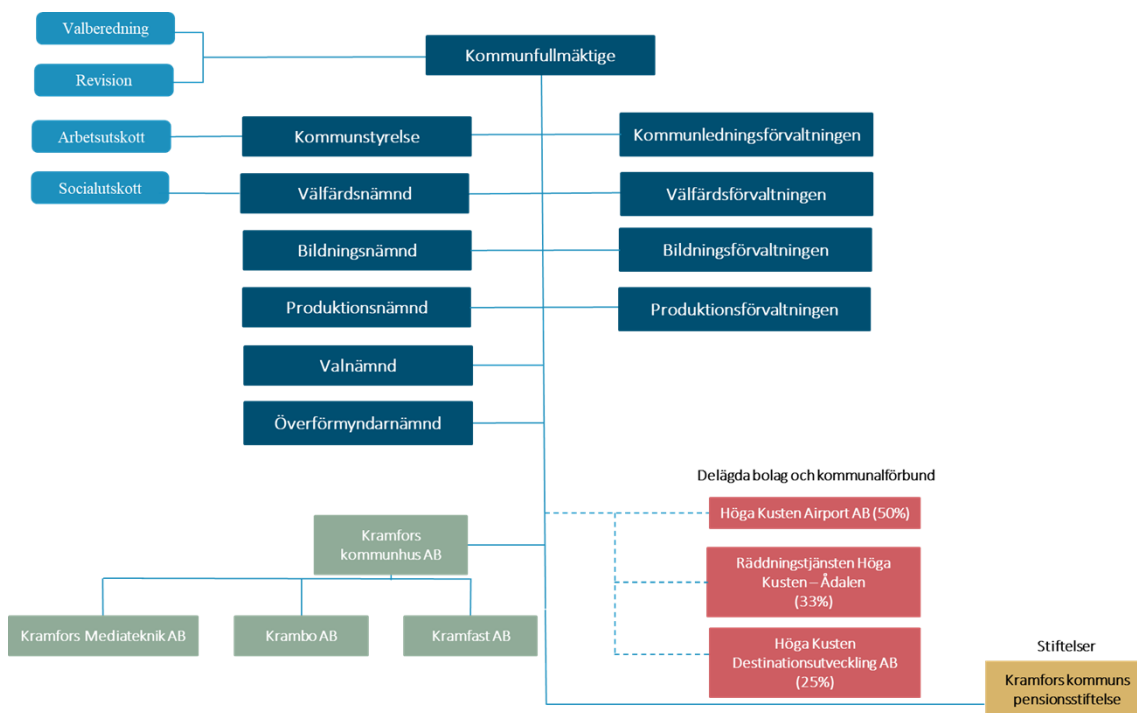 Valberedning
Kommunfullmäktige
Revision
Arbetsutskott
Kommunstyrelse
Kommunledningsförvaltningen
Socialutskott
Välfärdsnämnd
Välfärdsförvaltningen
Bildningsnämnd
Bildningsförvaltningen
Produktionsnämnd
Produktionsförvaltningen
Valnämnd
Överförmyndarnämnd
Delägda bolag och kommunalförbund
Höga Kusten Airport AB (50%)
Kramfors
kommunhus AB
Räddningstjänsten Höga
Kusten – Ådalen
(33%)
Kramfors Mediateknik AB
Krambo AB
Kramfast AB
Höga Kusten
Destinationsutveckling AB
(25%)
Stiftelser
Kramfors kommuns
pensionsstiftelse